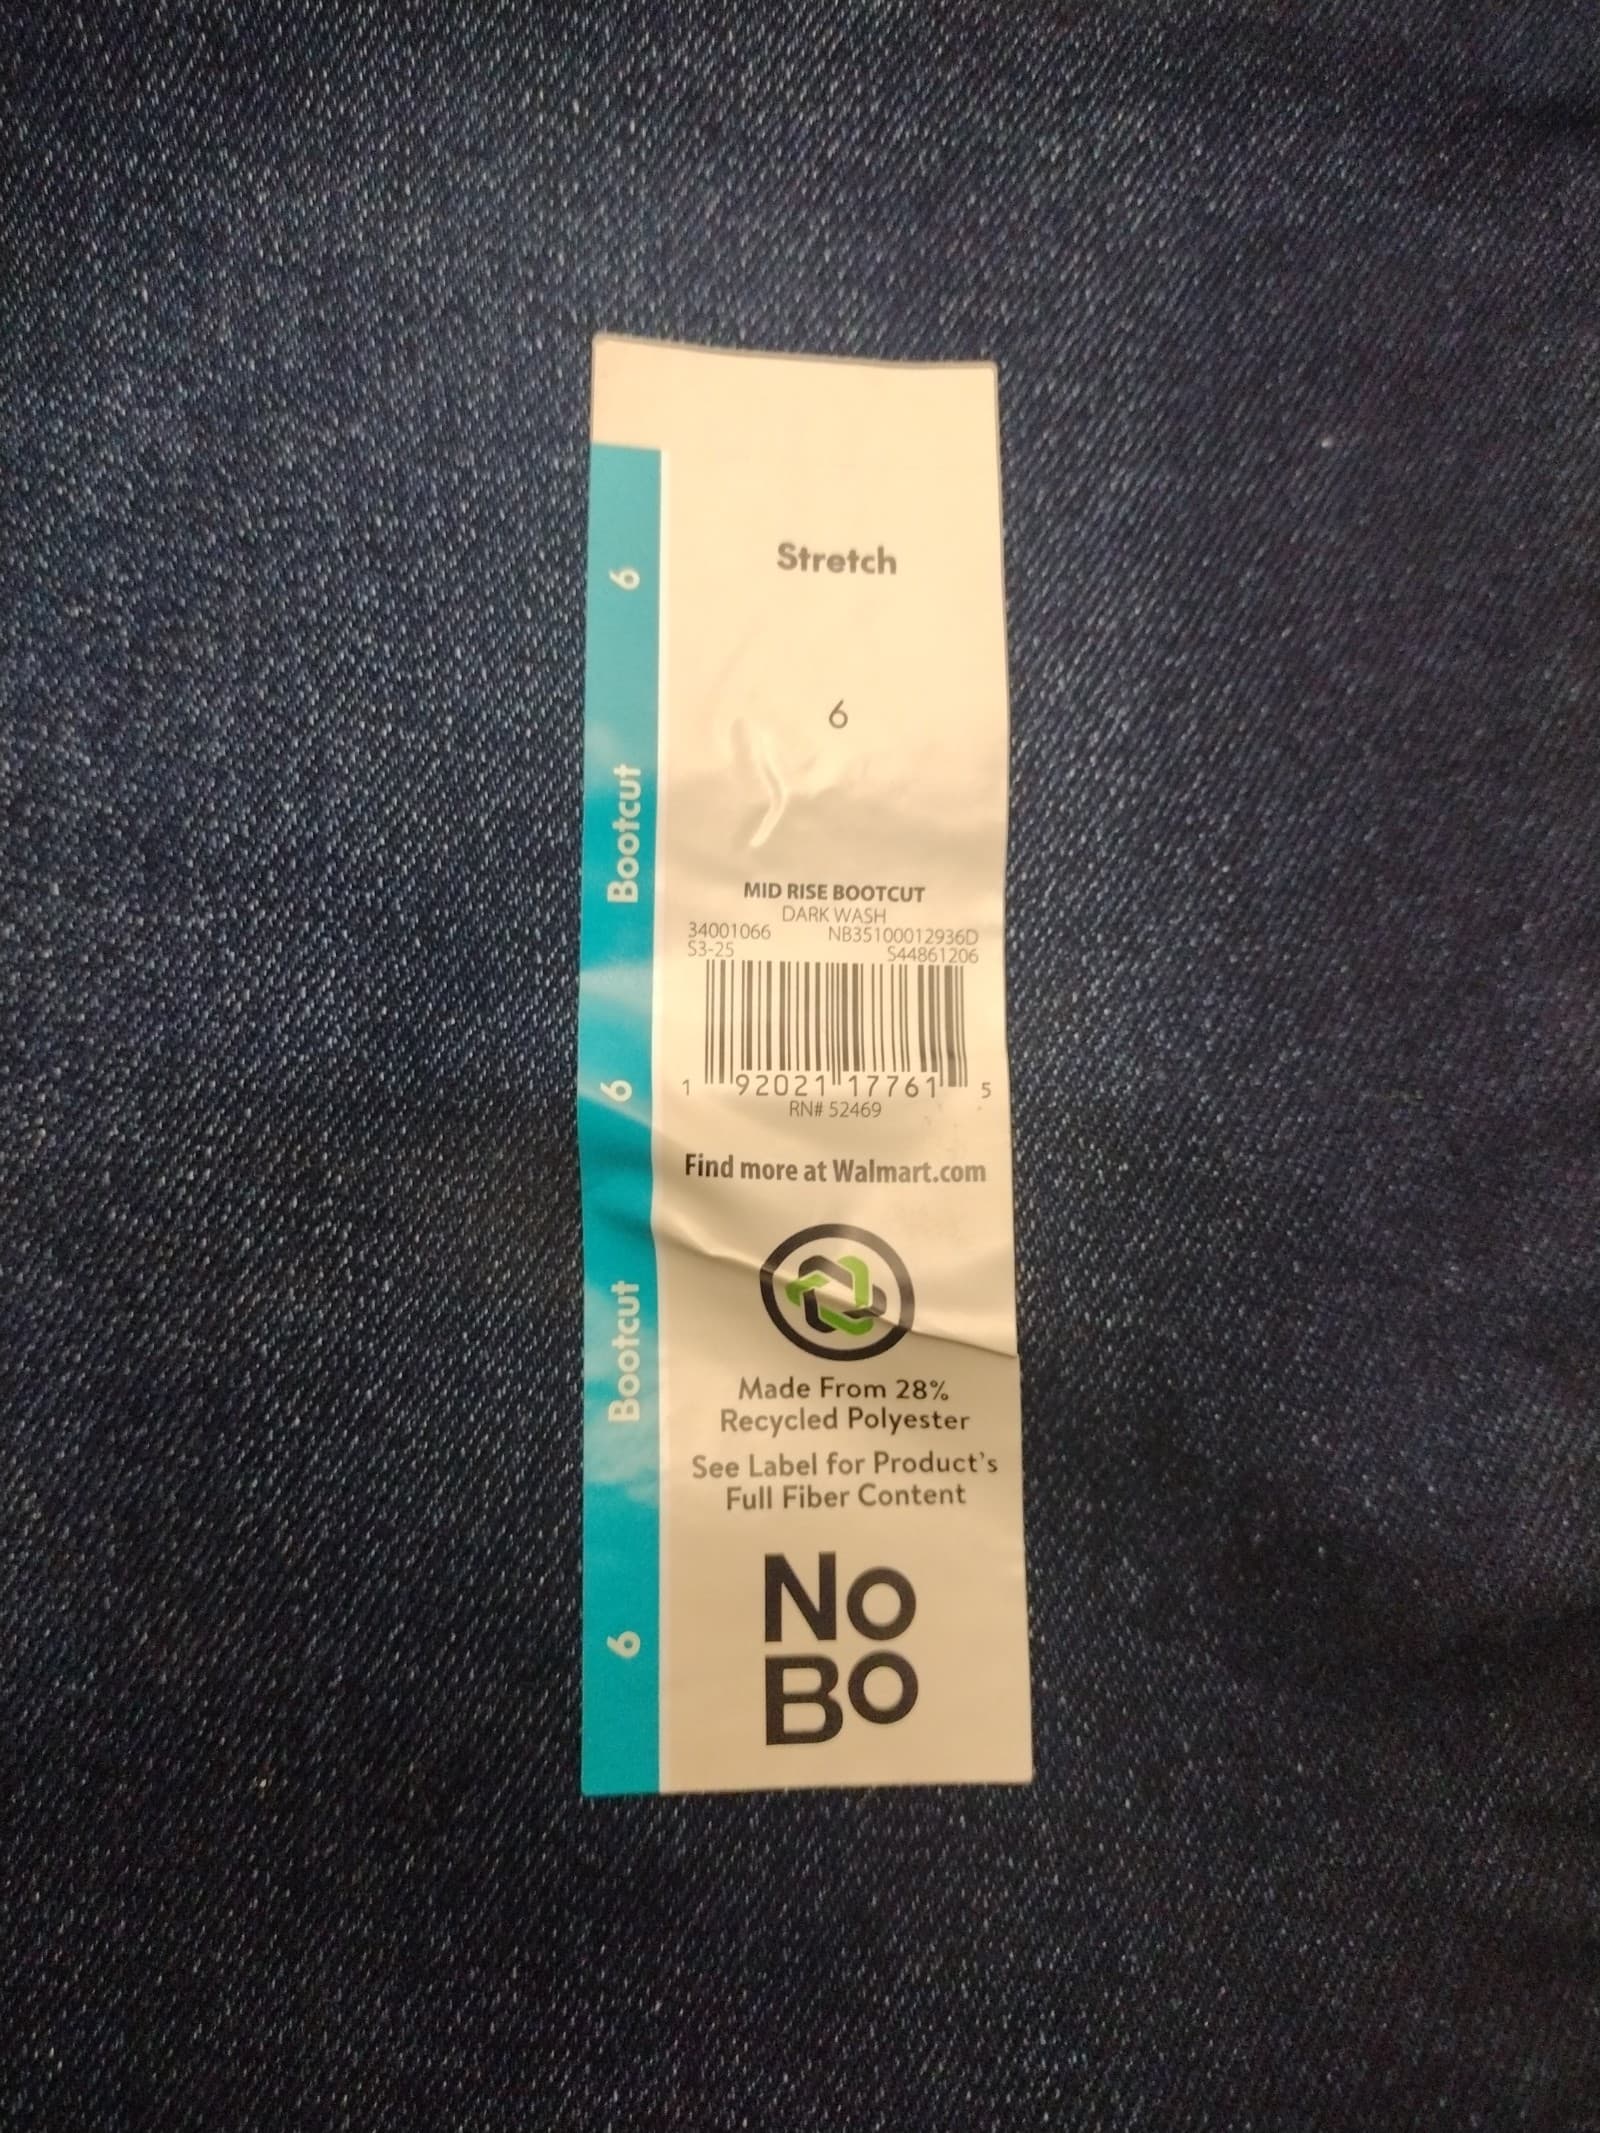 Stretch
6
MID RISE BOOTCUT
DARK WASH
34001066 NB35100012936D
S3-25 S44861206
1 92021 17761 5
RN# 52469
Find more at Walmart.com
Made From 28%
Recycled Polyester
See Label for Product's
Full Fiber Content
No
Bo
6 Bootcut 6 Bootcut 6